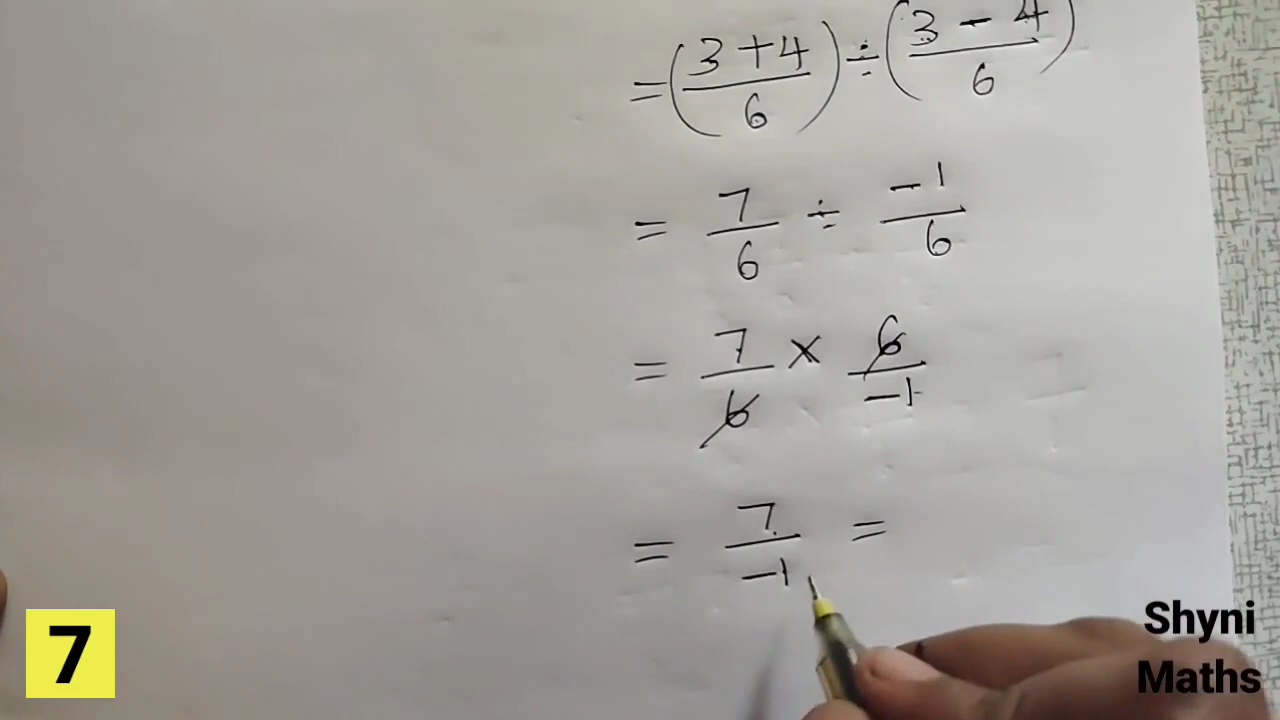 = (3 + 4 / 6) ÷ (3 - 4 / 6)
= 7/6 ÷ -1/6
= 7/6 × 6/-1
= 7/-1 =
7
Shyni
Maths